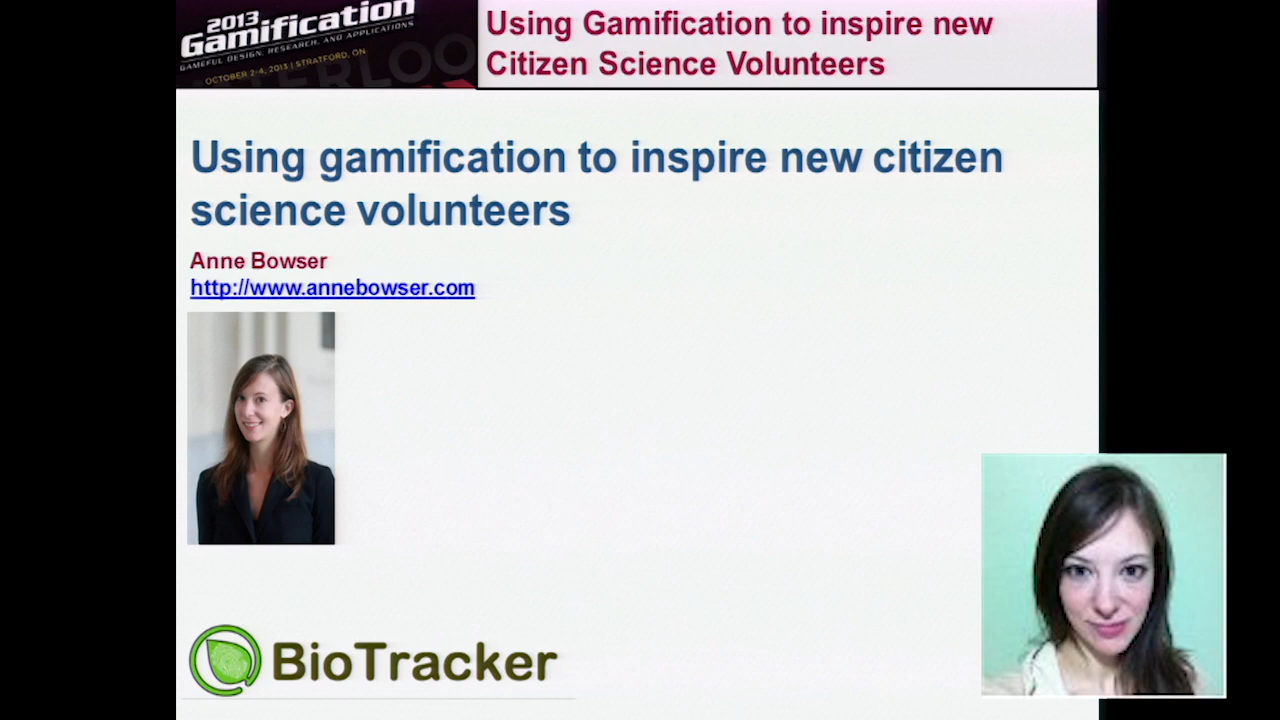 2013
Gamification
GAMEFUL DESIGN, RESEARCH, AND APPLICATIONS
OCTOBER 2-4, 2013 | STRATFORD, ON
Using Gamification to inspire new
Citizen Science Volunteers
Using gamification to inspire new citizen
science volunteers
Anne Bowser
http://www.annebowser.com
BioTracker